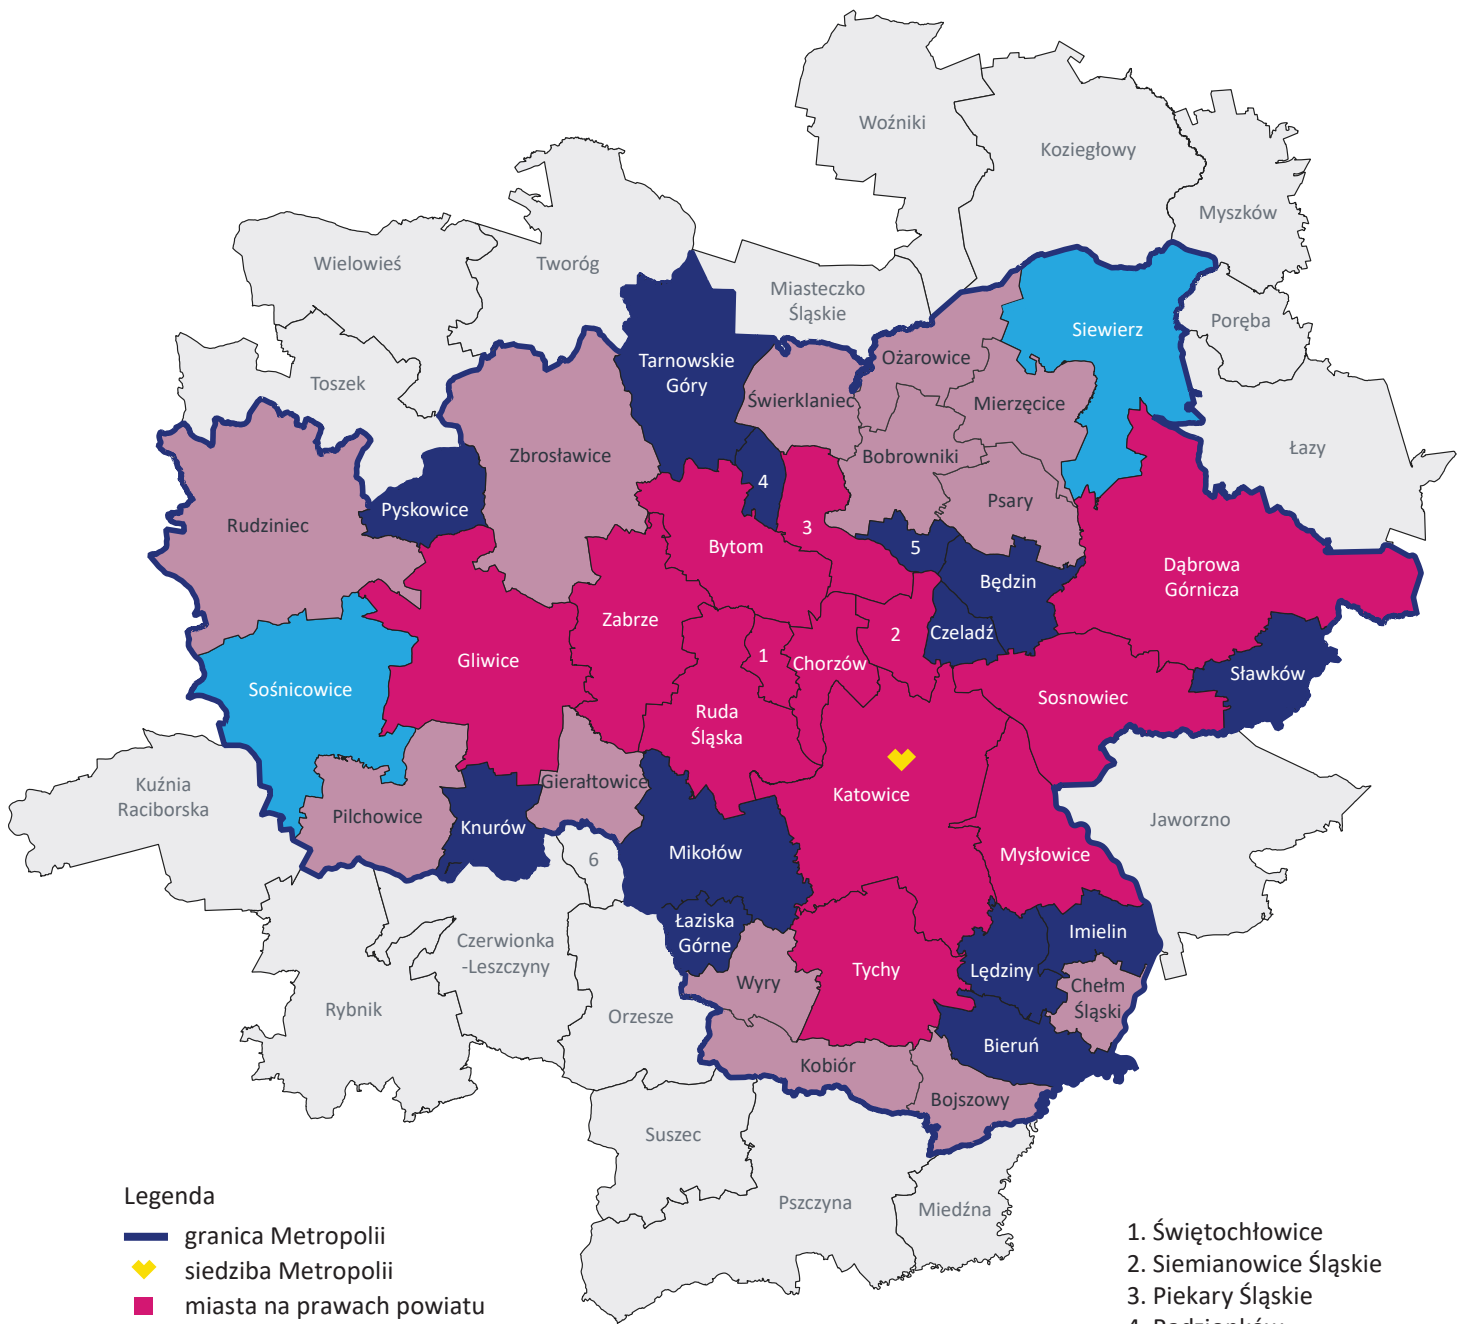 Woźniki
Koziegłowy
Myszków
Wielowieś
Tworóg
Miasteczko
Śląskie
Siewierz
Poręba
Toszek
Tarnowskie
Góry
Ożarowice
Świerklaniec
Mierzęcice
Zbrosławice
Bobrowniki
Łazy
Rudziniec
Pyskowice
4
Psary
3
Bytom
5
Będzin
Dąbrowa
Górnicza
Zabrze
Czeladź
2
Gliwice
1
Chorzów
Sośnicowice
Sławków
Sosnowiec
Ruda
Śląska
Kuźnia
Raciborska
Gierałtowice
Katowice
Pilchowice
Knurów
Jaworzno
6
Mikołów
Mysłowice
Łaziska
Górne
Imielin
Czerwionka
-Leszczyny
Wyry
Tychy
Lędziny
Chełm
Śląski
Rybnik
Orzesze
Bieruń
Kobiór
Bojszowy
Suszec
Pszczyna
Miedźna
Legenda
granica Metropolii
siedziba Metropolii
miasta na prawach powiatu
1. Świętochłowice
2. Siemianowice Śląskie
3. Piekary Śląskie
4. Radzionków